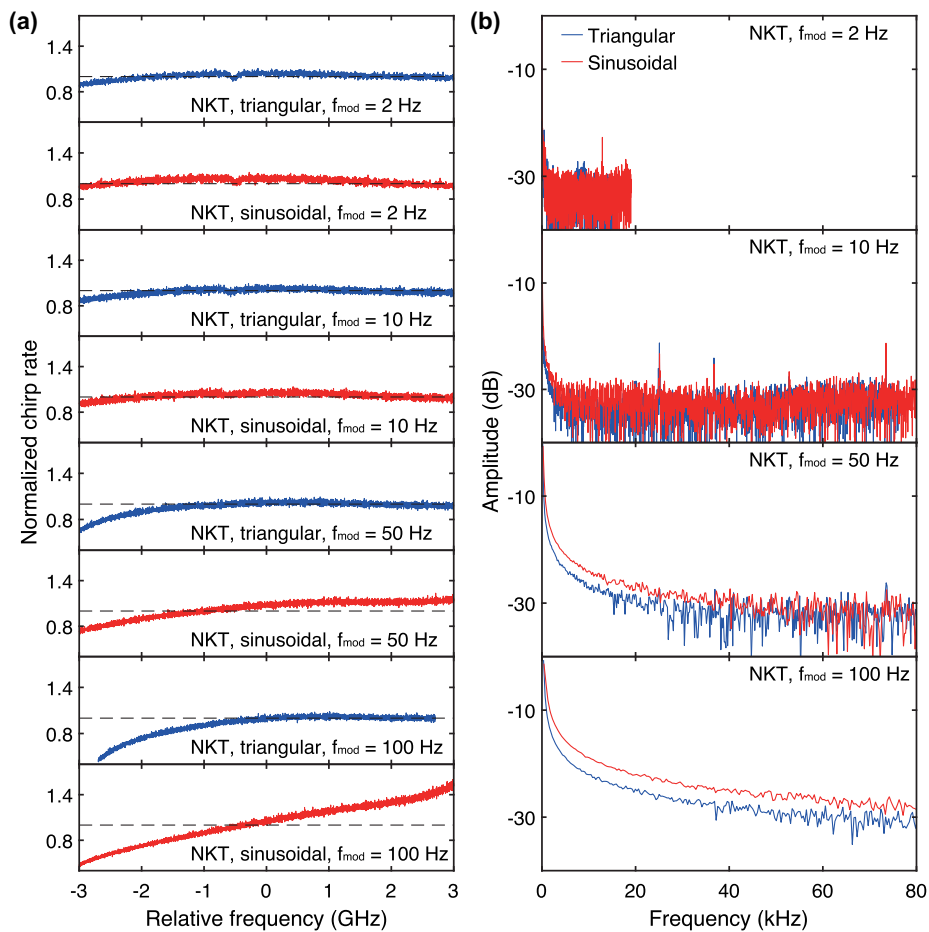 (a)
1.4
0.8
NKT, triangular, fmod = 2 Hz
1.4
0.8
NKT, sinusoidal, fmod = 2 Hz
1.4
0.8
NKT, triangular, fmod = 10 Hz
1.4
0.8
NKT, sinusoidal, fmod = 10 Hz
1.4
0.8
NKT, triangular, fmod = 50 Hz
1.4
0.8
NKT, sinusoidal, fmod = 50 Hz
1.4
0.8
NKT, triangular, fmod = 100 Hz
1.4
0.8
NKT, sinusoidal, fmod = 100 Hz
Normalized chirp rate
-3 -2 -1 0 1 2 3
Relative frequency (GHz)
(b)
Triangular
Sinusoidal
NKT, fmod = 2 Hz
-10
-30
NKT, fmod = 10 Hz
-10
-30
NKT, fmod = 50 Hz
-10
-30
NKT, fmod = 100 Hz
-10
-30
Amplitude (dB)
0 20 40 60 80
Frequency (kHz)